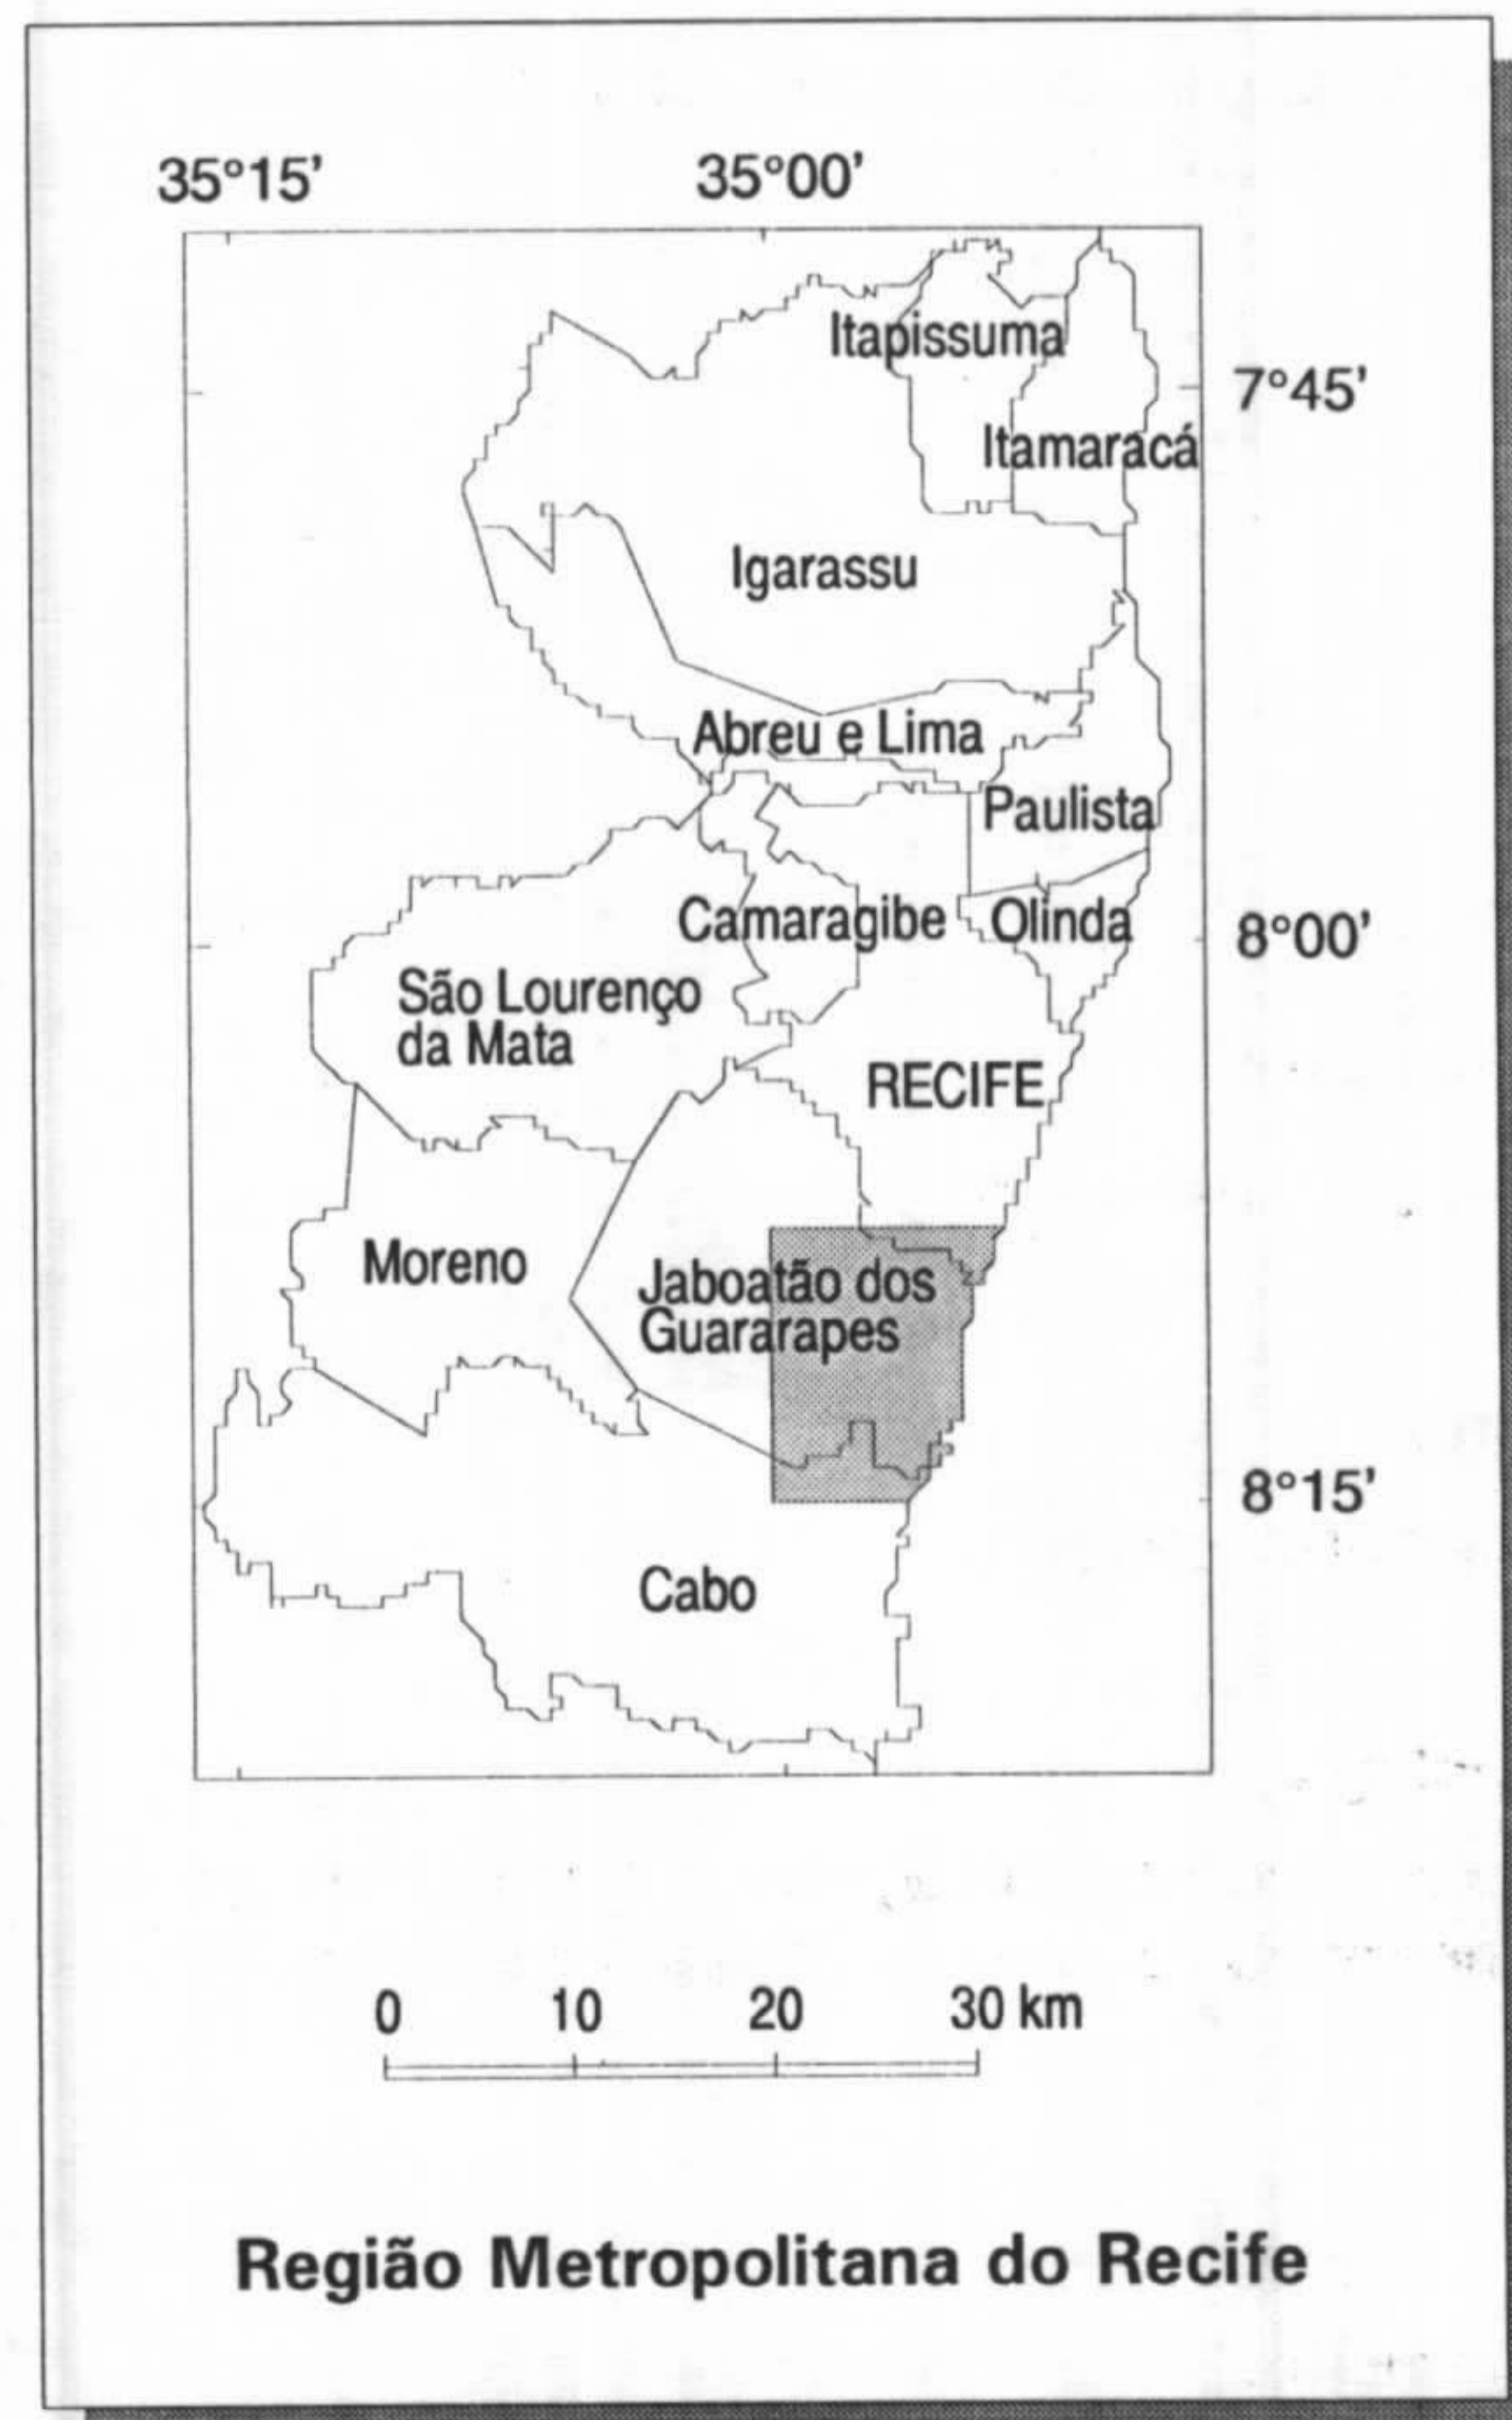 35°15' 35°00'
Itapissuma
7°45'
Itamaracá
Igarassu
Abreu e Lima
Paulista
Camaragibe
Olinda
8°00'
São Lourenço
da Mata
RECIFE
Moreno
Jaboatão dos
Guararapes
8°15'
Cabo
0 10 20 30 km
Região Metropolitana do Recife